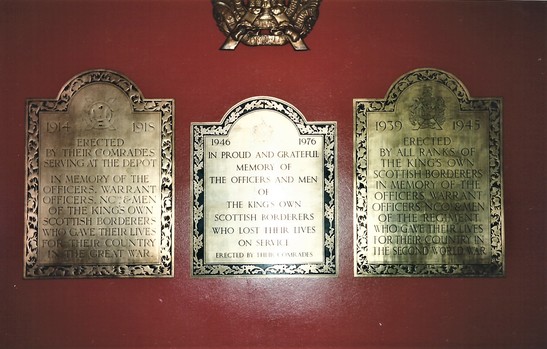 1914 1918
ERECTED
BY THEIR COMRADES
SERVING AT THE DEPOT
IN MEMORY OF THE
OFFICERS, WARRANT
OFFICERS, NCOs & MEN
OF THE KING'S OWN
SCOTTISH BORDERERS
WHO GAVE THEIR LIVES
FOR THEIR COUNTRY
IN THE GREAT WAR
1946 1976
IN PROUD AND GRATEFUL
MEMORY OF
THE OFFICERS AND MEN
OF
THE KING'S OWN
SCOTTISH BORDERERS
WHO LOST THEIR LIVES
ON SERVICE
ERECTED BY THEIR COMRADES
1939 1945
ERECTED
BY ALL RANKS OF
THE KING'S OWN
SCOTTISH BORDERERS
IN MEMORY OF THE
OFFICERS, WARRANT
OFFICERS, NCOs & MEN
OF THE REGIMENT
WHO GAVE THEIR LIVES
FOR THEIR COUNTRY IN
THE SECOND WORLD WAR